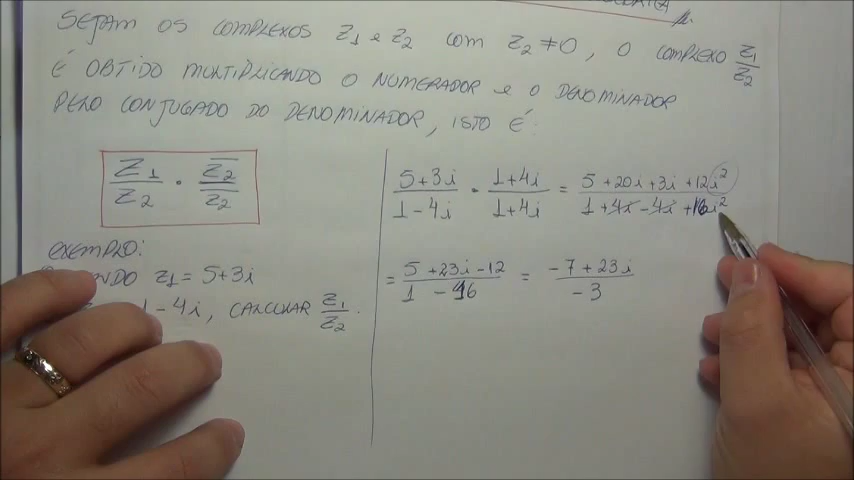 SEJAM OS COMPLEXOS Z1 e Z2 COM Z2 ≠ 0, O COMPLEXO Z1/Z2
É OBTIDO MULTIPLICANDO O NUMERADOR e O DENOMINADOR
PELO CONJUGADO DO DENOMINADOR, ISTO É:
Z1/Z2 · Z̅2/Z̅2
EXEMPLO:
Z1 = 5+3i
1-4i, CALCULAR Z1/Z2.
(5+3i)/(1-4i) · (1+4i)/(1+4i) = (5+20i+3i+12i²)/(1+4i-4i+16i²)
= (5+23i-12)/(1-16) = (-7+23i)/(-3)